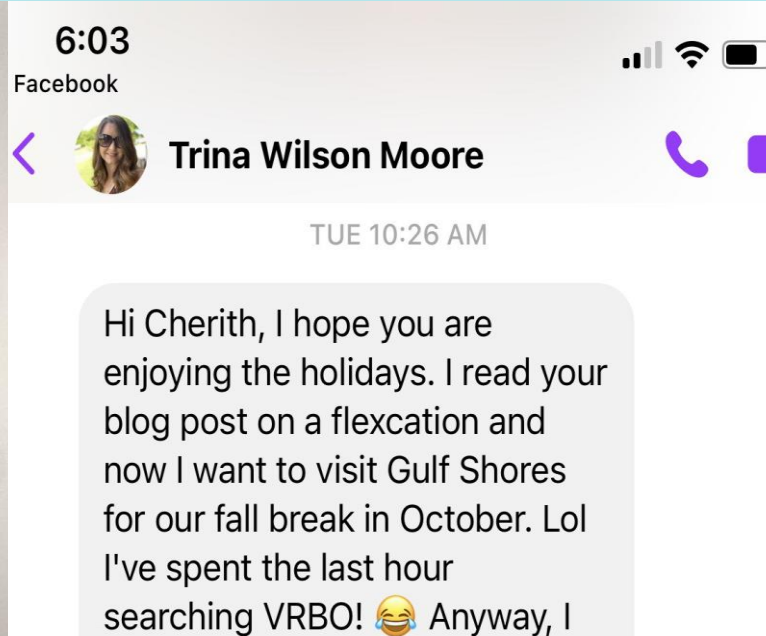 6:03
Facebook
Trina Wilson Moore
TUE 10:26 AM
Hi Cherith, I hope you are
enjoying the holidays. I read your
blog post on a flexcation and
now I want to visit Gulf Shores
for our fall break in October. Lol
I've spent the last hour
searching VRBO! 😂 Anyway, I